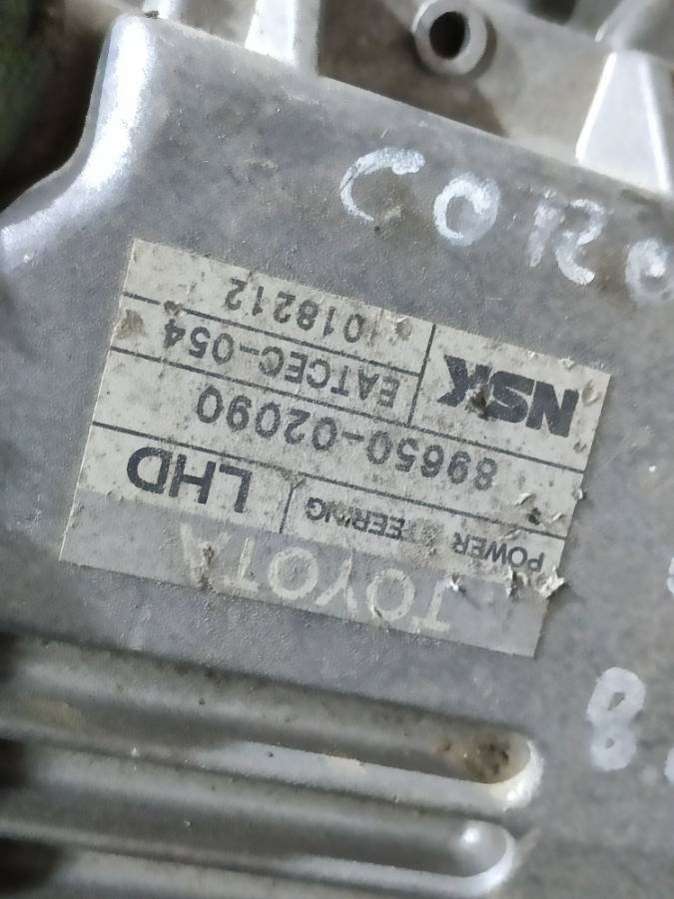 CORO
TOYOTA
POWER STEERING LHD
89650-02090
NSK EATCEC-054
018212
8